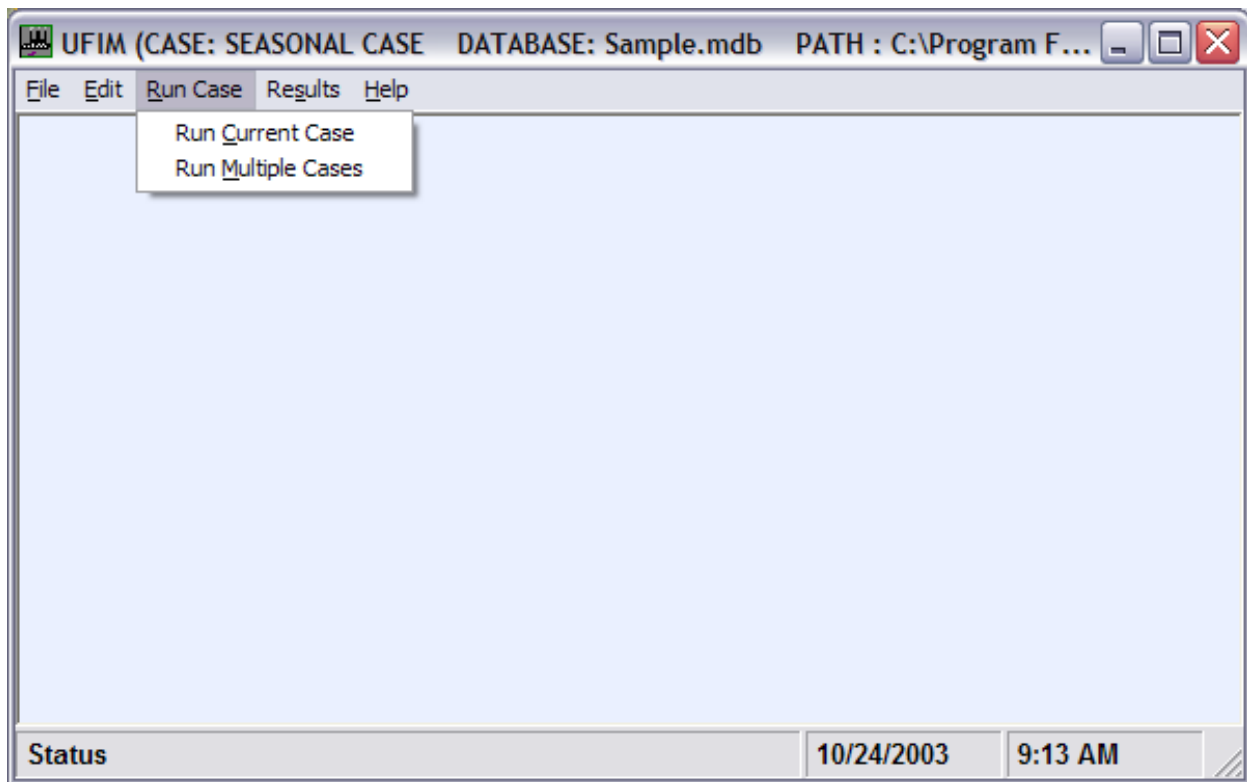 UFIM (CASE: SEASONAL CASE DATABASE: Sample.mdb PATH : C:\Program F...
File Edit Run Case Results Help
Run Current Case
Run Multiple Cases
Status 10/24/2003 9:13 AM